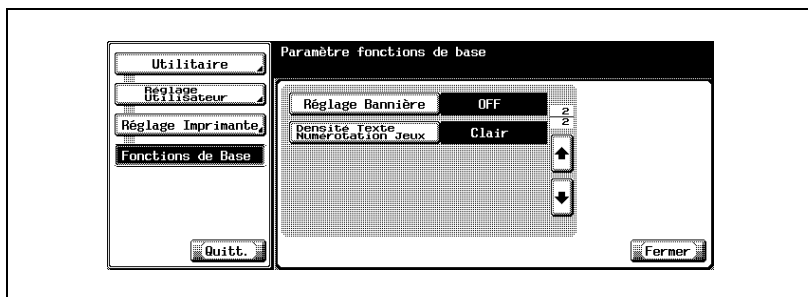 Utilitaire
Réglage
Utilisateur
Réglage Imprimante
Fonctions de Base
Quitt.
Paramètre fonctions de base
Réglage Bannière OFF
Densité Texte
Numérotation Jeux
Clair
2
2
Fermer